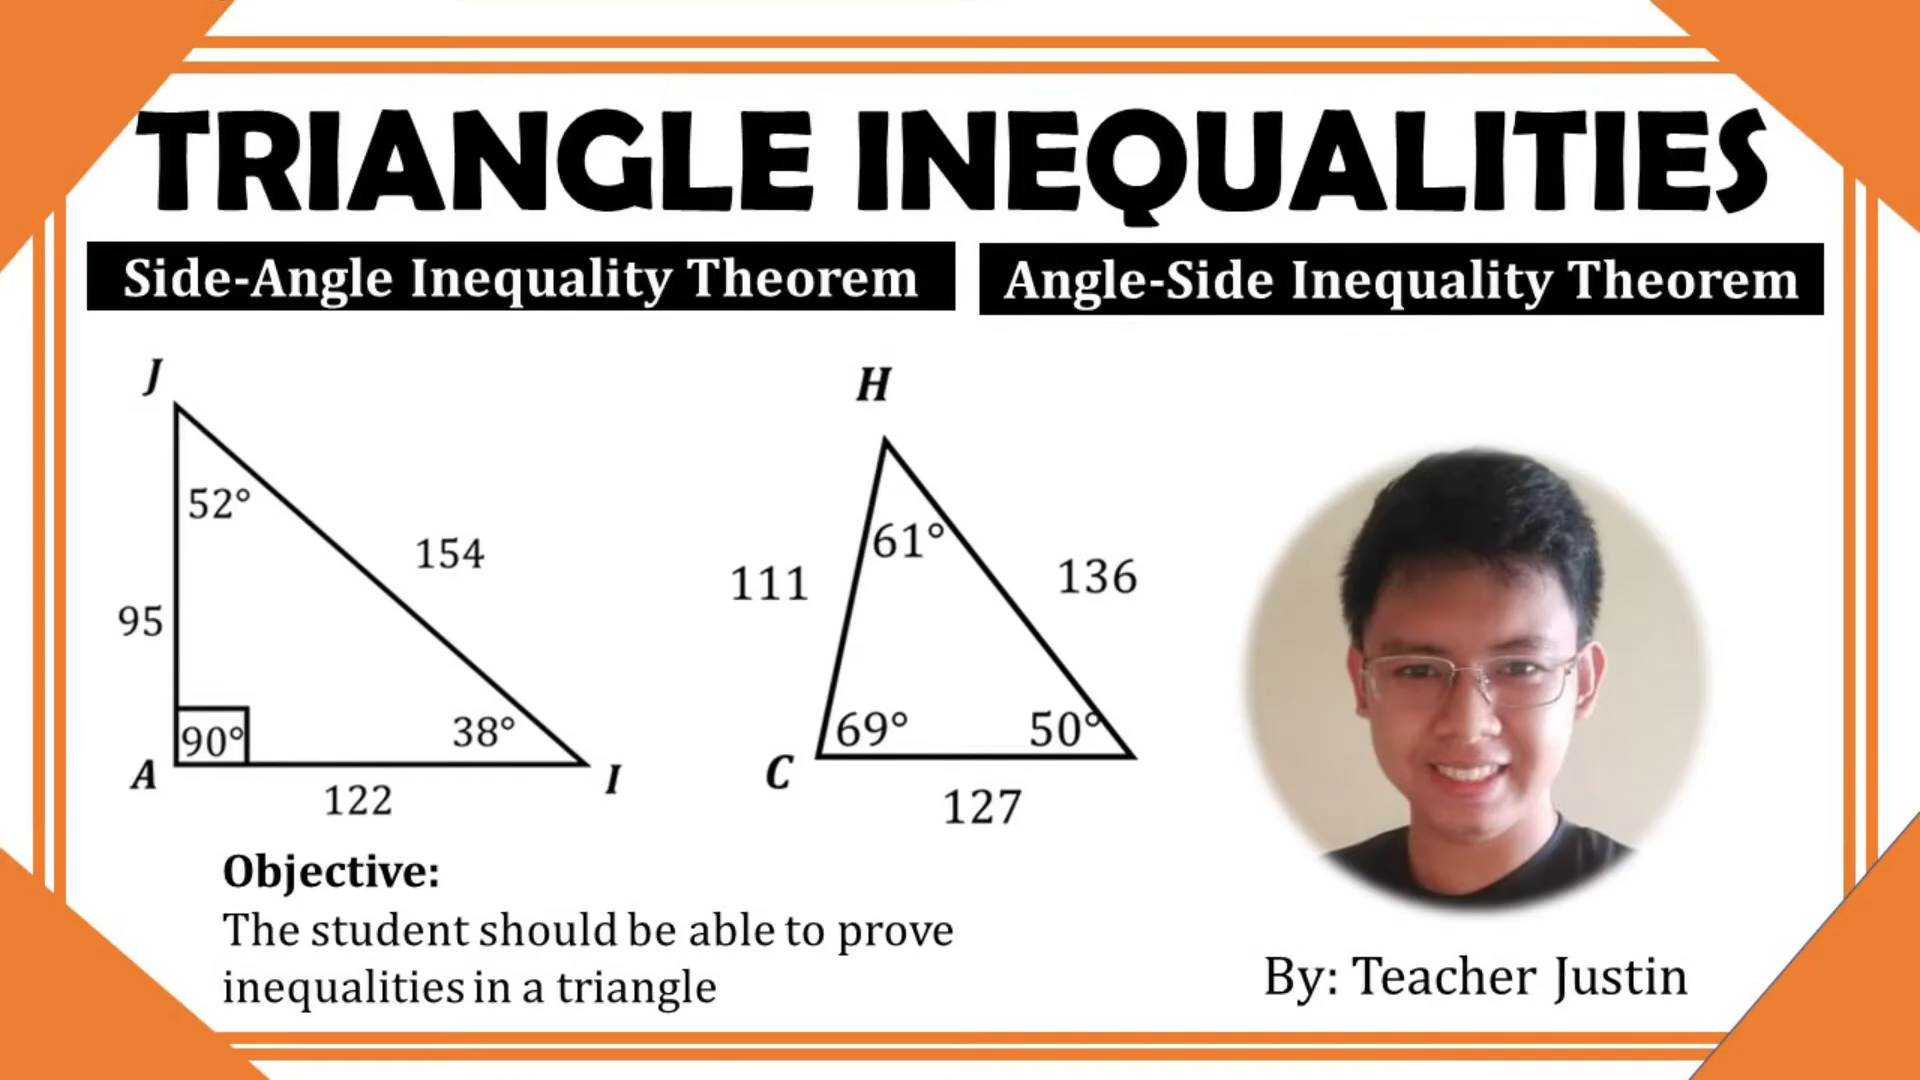 TRIANGLE INEQUALITIES
Side-Angle Inequality Theorem
Angle-Side Inequality Theorem
J
52°
154
95
90°
38°
A
I
122
H
61°
111
136
69°
50°
C
127
Objective:
The student should be able to prove
inequalities in a triangle
By: Teacher Justin